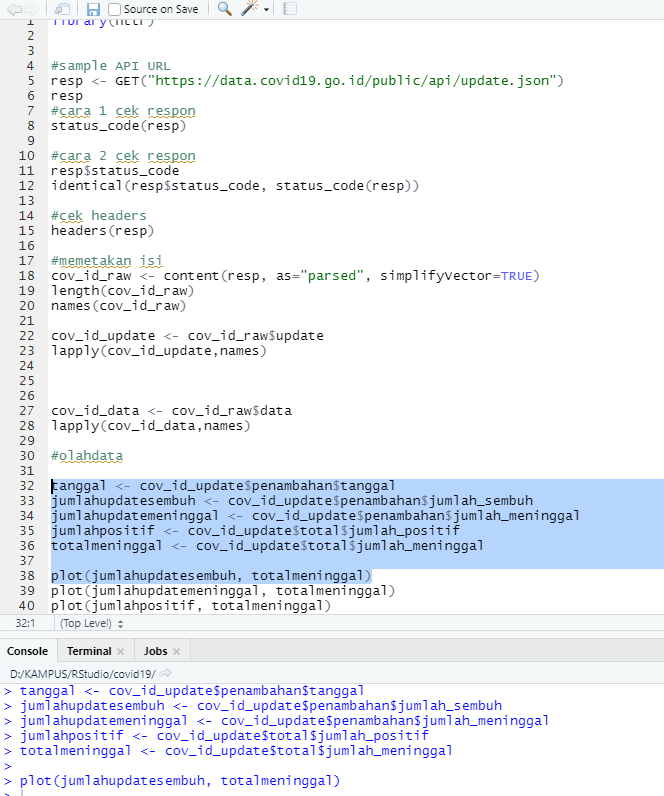 Source on Save
1 library(httr)
2
3
4 #sample API URL
5 resp <- GET("https://data.covid19.go.id/public/api/update.json")
6 resp
7 #cara 1 cek respon
8 status_code(resp)
9
10 #cara 2 cek respon
11 resp$status_code
12 identical(resp$status_code, status_code(resp))
13
14 #cek headers
15 headers(resp)
16
17 #memetakan isi
18 cov_id_raw <- content(resp, as="parsed", simplifyVector=TRUE)
19 length(cov_id_raw)
20 names(cov_id_raw)
21
22 cov_id_update <- cov_id_raw$update
23 lapply(cov_id_update,names)
24
25
26
27 cov_id_data <- cov_id_raw$data
28 lapply(cov_id_data,names)
29
30 #olahdata
31
32 tanggal <- cov_id_update$penambahan$tanggal
33 jumlahupdatesembuh <- cov_id_update$penambahan$jumlah_sembuh
34 jumlahupdatemeninggal <- cov_id_update$penambahan$jumlah_meninggal
35 jumlahpositif <- cov_id_update$total$jumlah_positif
36 totalmeninggal <- cov_id_update$total$jumlah_meninggal
37
38 plot(jumlahupdatesembuh, totalmeninggal)
39 plot(jumlahupdatemeninggal, totalmeninggal)
40 plot(jumlahpositif, totalmeninggal)
32:1 (Top Level)
Console Terminal Jobs
D:/KAMPUS/RStudio/covid19/
> tanggal <- cov_id_update$penambahan$tanggal
> jumlahupdatesembuh <- cov_id_update$penambahan$jumlah_sembuh
> jumlahupdatemeninggal <- cov_id_update$penambahan$jumlah_meninggal
> jumlahpositif <- cov_id_update$total$jumlah_positif
> totalmeninggal <- cov_id_update$total$jumlah_meninggal
>
> plot(jumlahupdatesembuh, totalmeninggal)
>